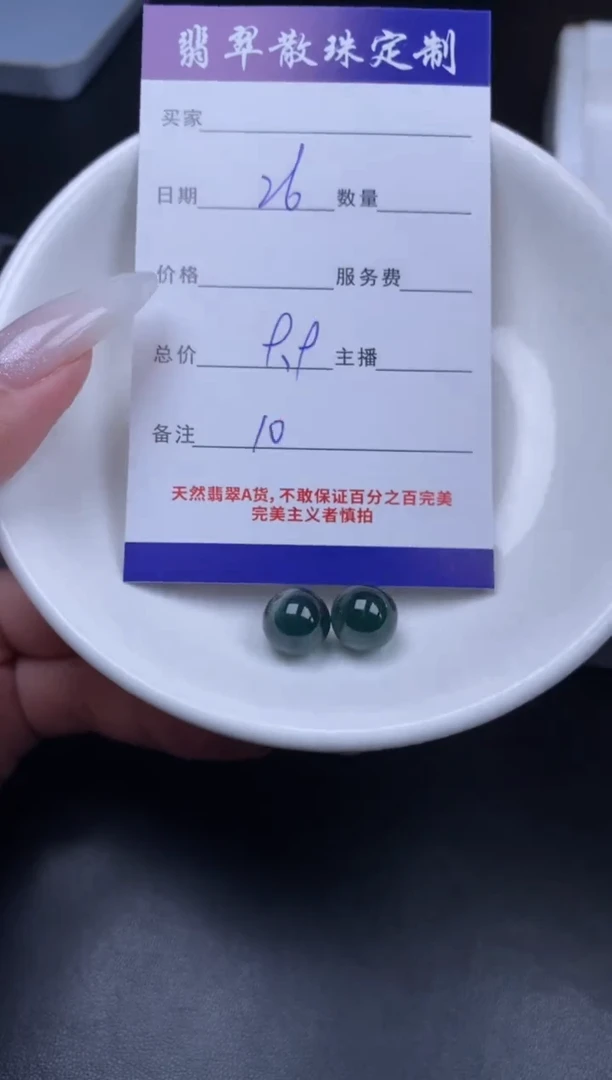 翡翠散珠定制
买家
日期 26 数量
价格 服务费
总价 主播
备注 10
天然翡翠A货,不敢保证百分之百完美
完美主义者慎拍